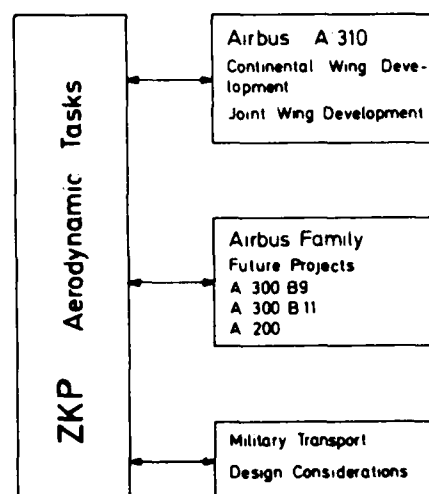 ZKP Aerodynamic Tasks
Airbus A 310
Continental Wing Deve-
lopment
Joint Wing Development
Airbus Family
Future Projects
A 300 B9
A 300 B11
A 200
Military Transport
Design Considerations